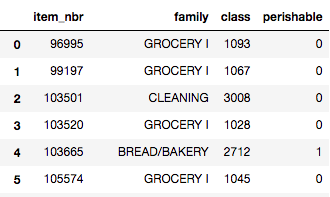 item_nbr family class perishable
0 96995 GROCERY I 1093 0
1 99197 GROCERY I 1067 0
2 103501 CLEANING 3008 0
3 103520 GROCERY I 1028 0
4 103665 BREAD/BAKERY 2712 1
5 105574 GROCERY I 1045 0